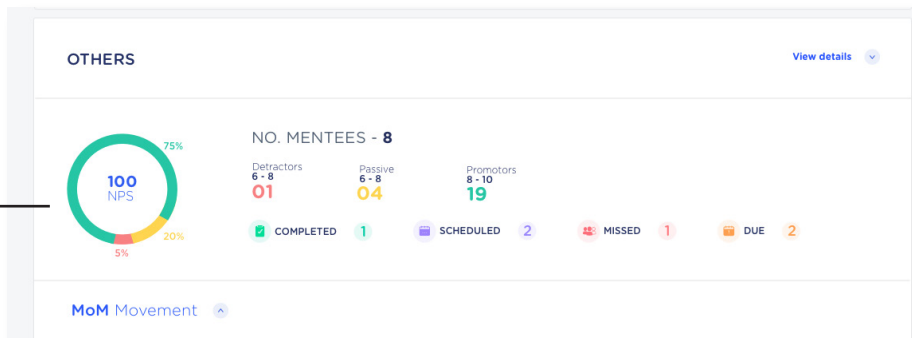 OTHERS
View details
75%
100
NPS
20%
5%
NO. MENTEES - 8
Detractors
6 - 8
01
Passive
6 - 8
04
Promotors
8 - 10
19
COMPLETED 1
SCHEDULED 2
MISSED 1
DUE 2
MoM Movement